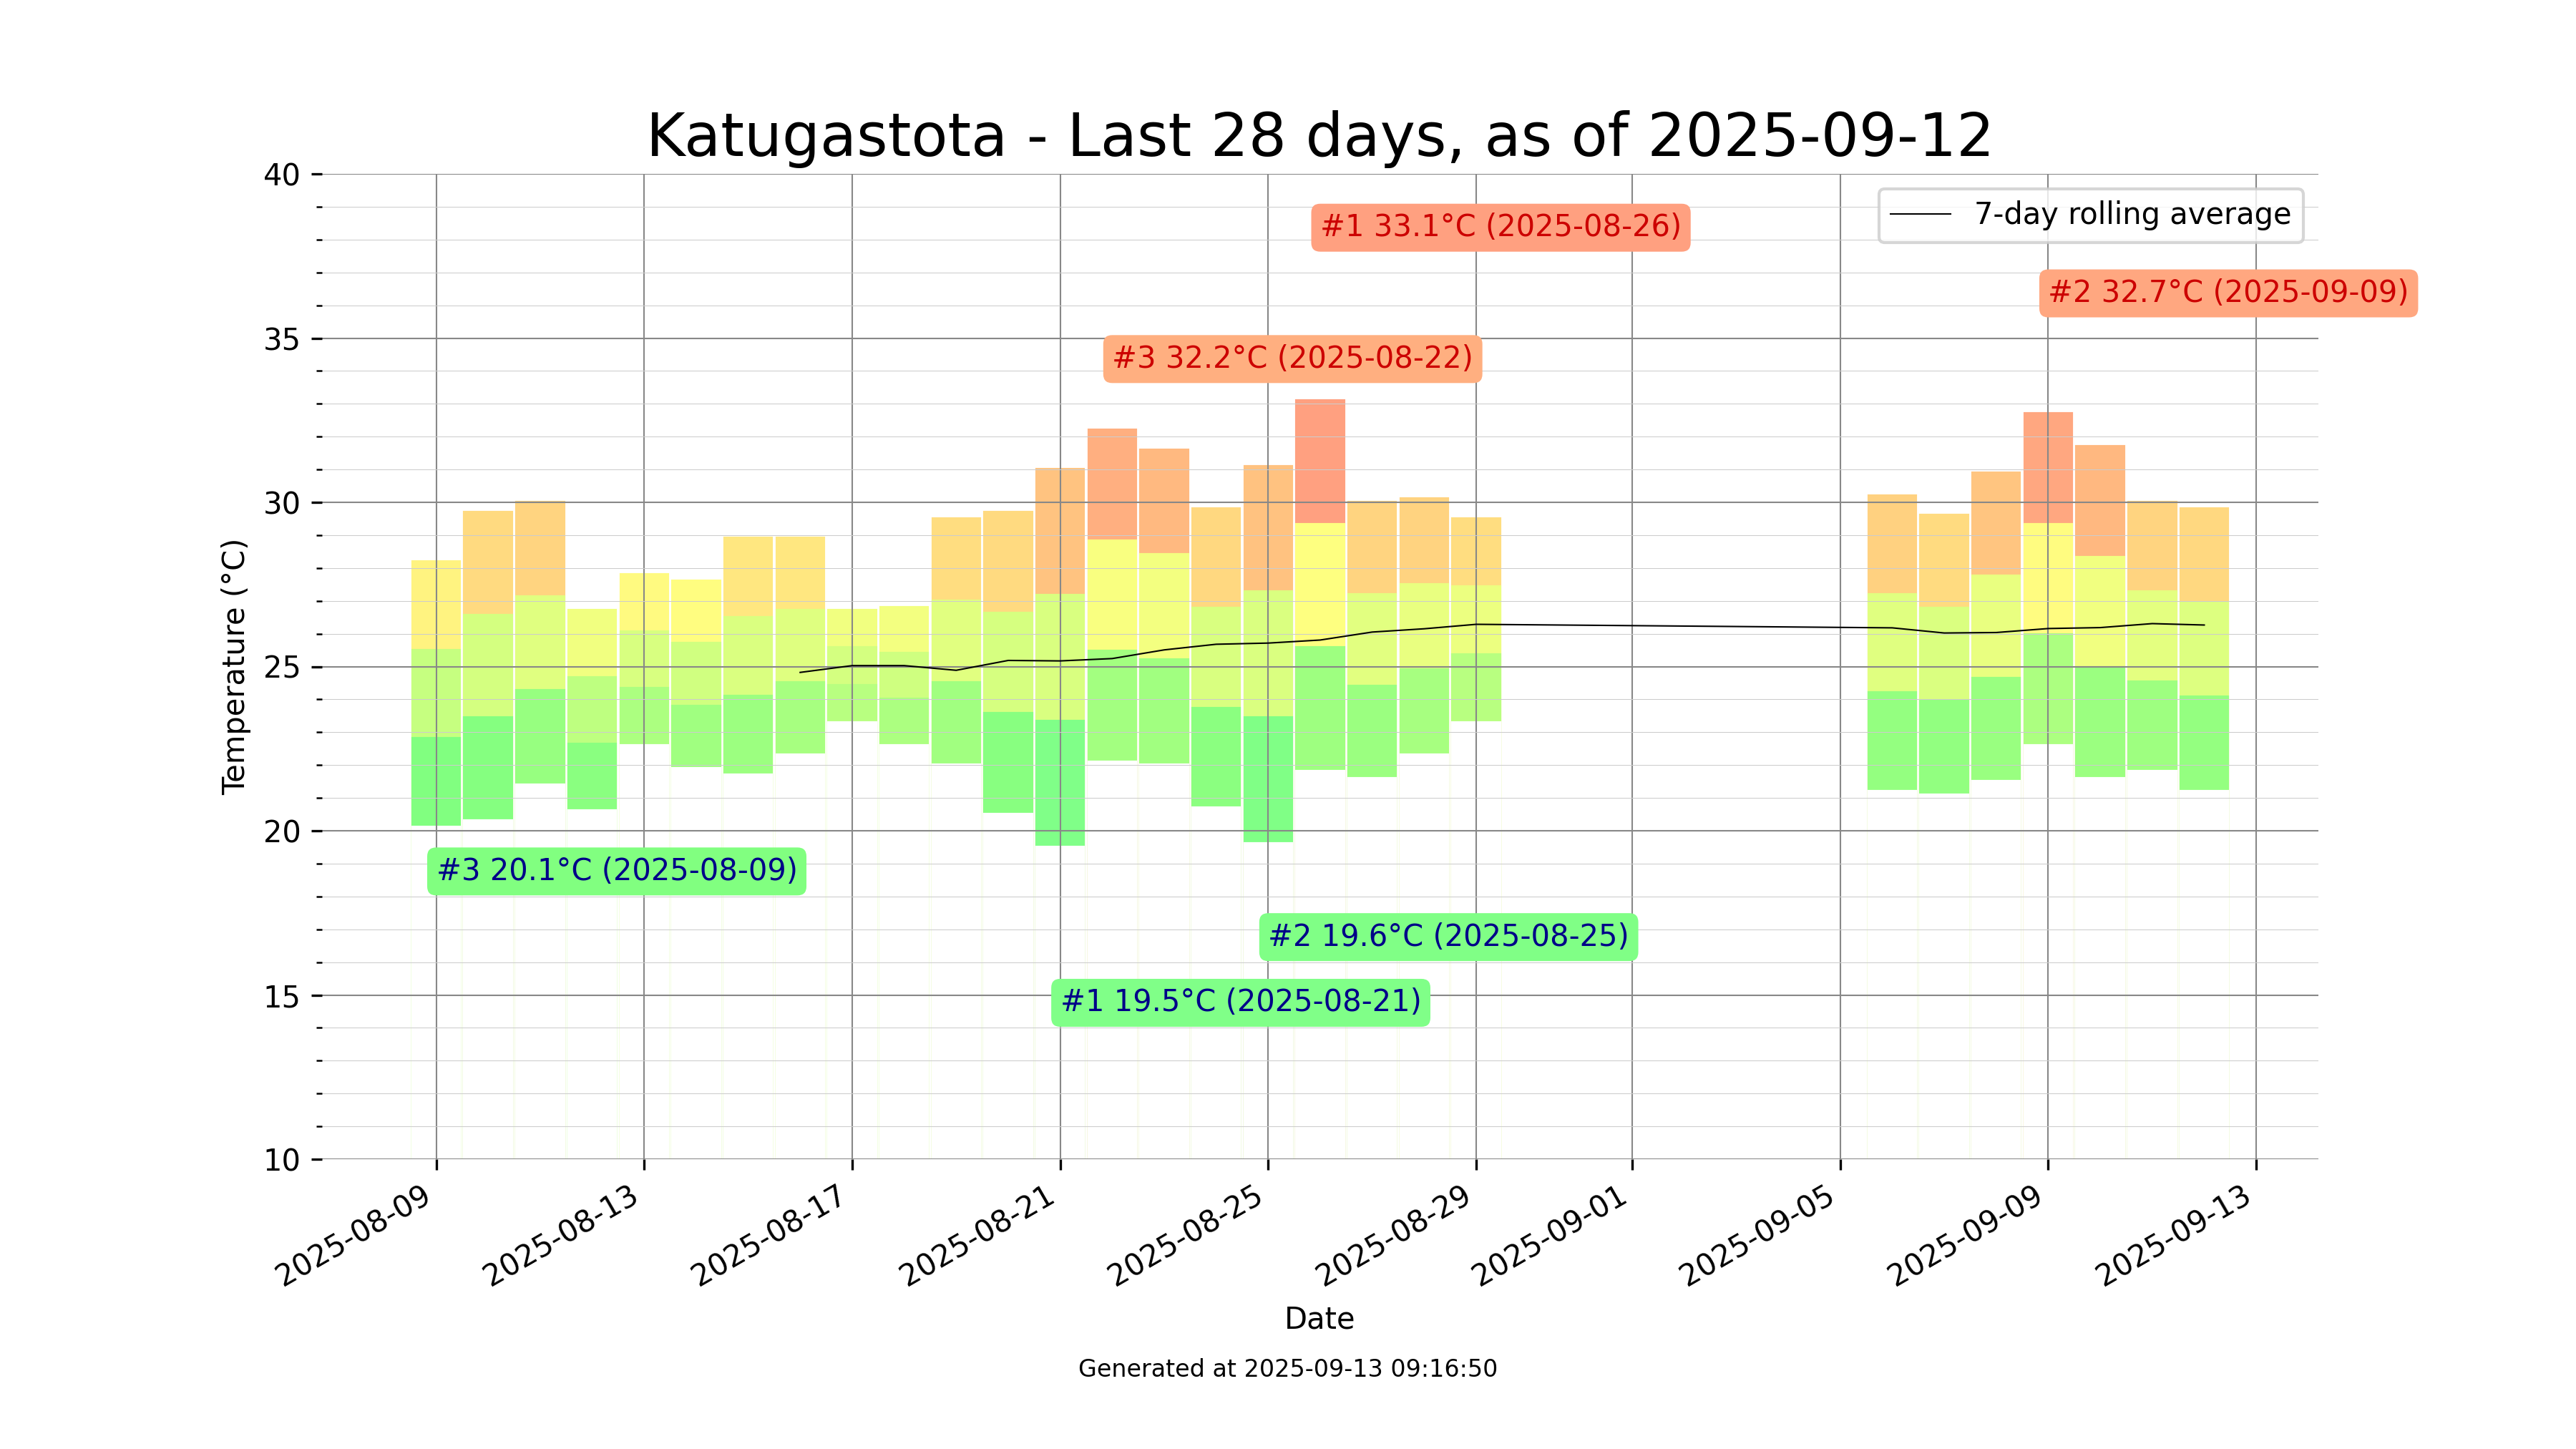 Katugastota - Last 28 days, as of 2025-09-12
7-day rolling average
#1 33.1°C (2025-08-26)
#2 32.7°C (2025-09-09)
#3 32.2°C (2025-08-22)
#3 20.1°C (2025-08-09)
#2 19.6°C (2025-08-25)
#1 19.5°C (2025-08-21)
Temperature (°C)
40
35
30
25
20
15
10
2025-08-09
2025-08-13
2025-08-17
2025-08-21
2025-08-25
2025-08-29
2025-09-01
2025-09-05
2025-09-09
2025-09-13
Date
Generated at 2025-09-13 09:16:50